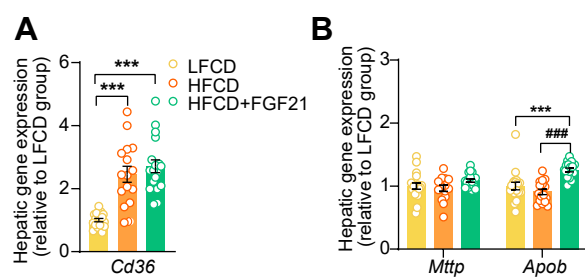 A
Hepatic gene expression
(relative to LFCD group)
6
4
2
0
***
***
Cd36
LFCD
HFCD
HFCD+FGF21
B
Hepatic gene expression
(relative to LFCD group)
3
2
1
0
***
###
Mttp Apob